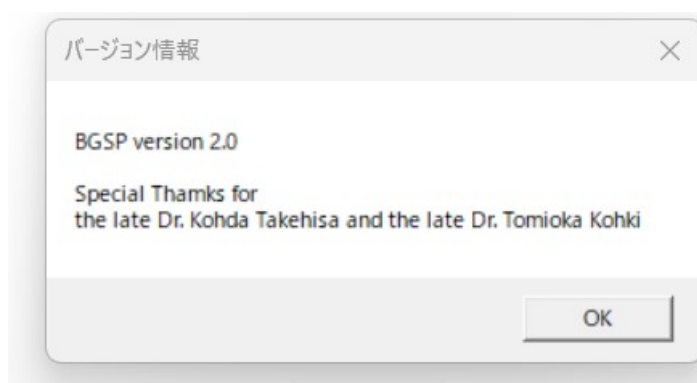 バージョン情報
BGSP version 2.0
Special Thamks for
the late Dr. Kohda Takehisa and the late Dr. Tomioka Kohki
OK